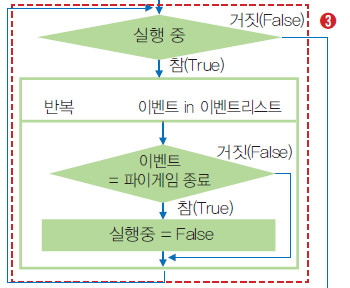 거짓(False)
❸
실행 중
참(True)
반복 이벤트 in 이벤트리스트
거짓(False)
이벤트
= 파이게임 종료
참(True)
실행중 = False